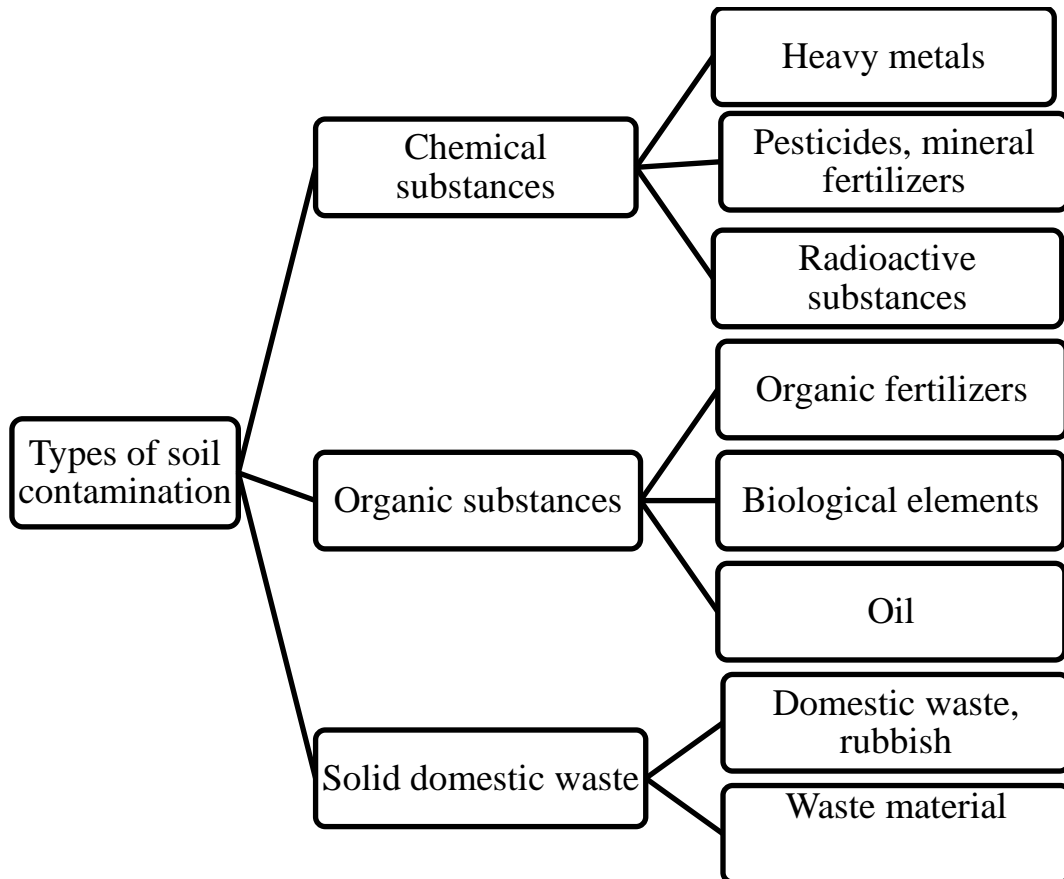 Types of soil
contamination
Chemical
substances
Heavy metals
Pesticides, mineral
fertilizers
Radioactive
substances
Organic substances
Organic fertilizers
Biological elements
Oil
Solid domestic waste
Domestic waste,
rubbish
Waste material